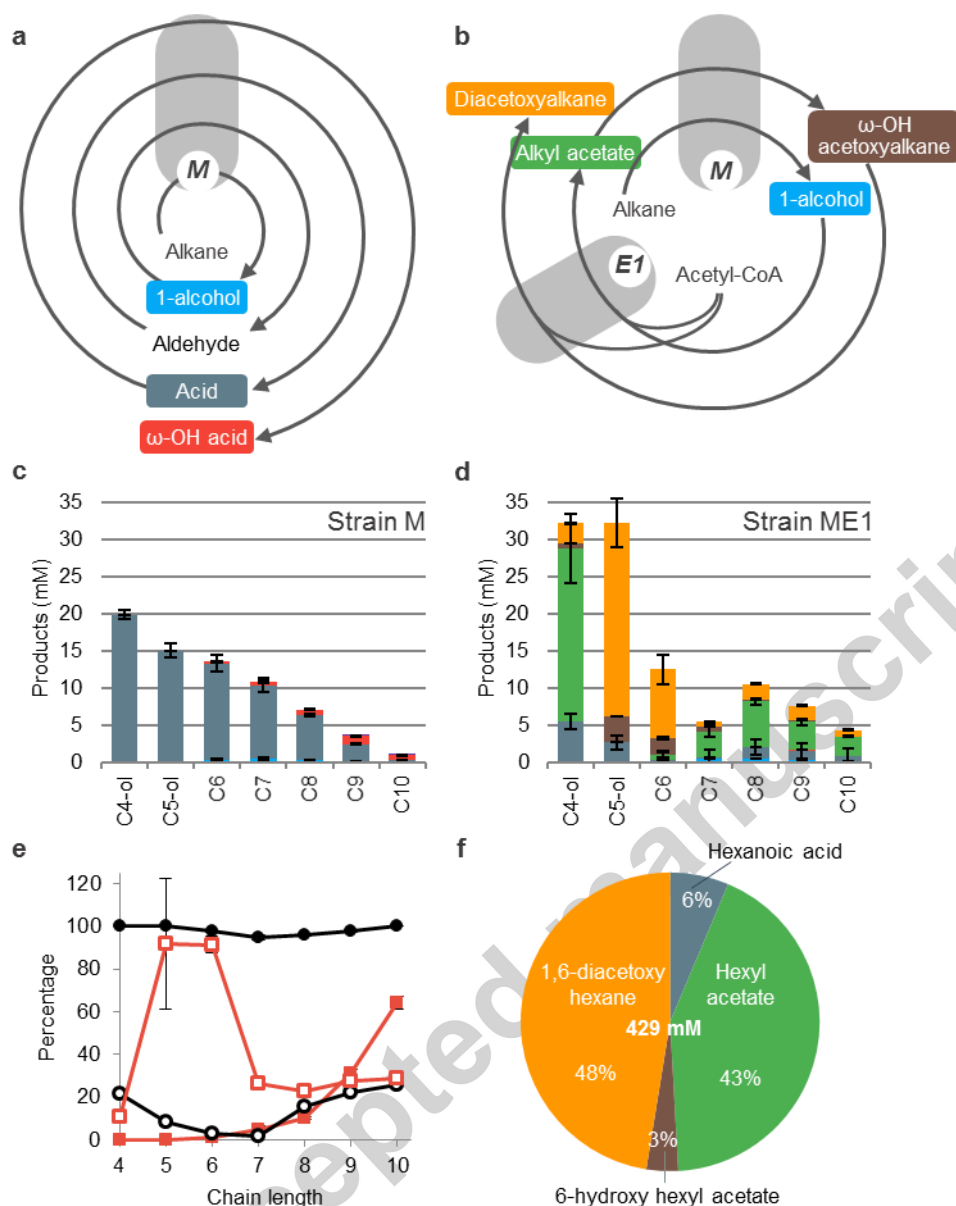 a
M
Alkane
1-alcohol
Aldehyde
Acid
ω-OH acid
b
Diacetoxyalkane
Alkyl acetate
ω-OH
acetoxyalkane
M
1-alcohol
Alkane
E1
Acetyl-CoA
c
Strain M
Products (mM)
35
30
25
20
15
10
5
0
C4-ol
C5-ol
C6
C7
C8
C9
C10
d
Strain ME1
Products (mM)
35
30
25
20
15
10
5
0
C4-ol
C5-ol
C6
C7
C8
C9
C10
e
Percentage
120
100
80
60
40
20
0
4
5
6
7
8
9
10
Chain length
f
Hexanoic acid
6%
1,6-diacetoxy
hexane
Hexyl
acetate
429 mM
48%
43%
3%
6-hydroxy hexyl acetate
cepted manuscrip